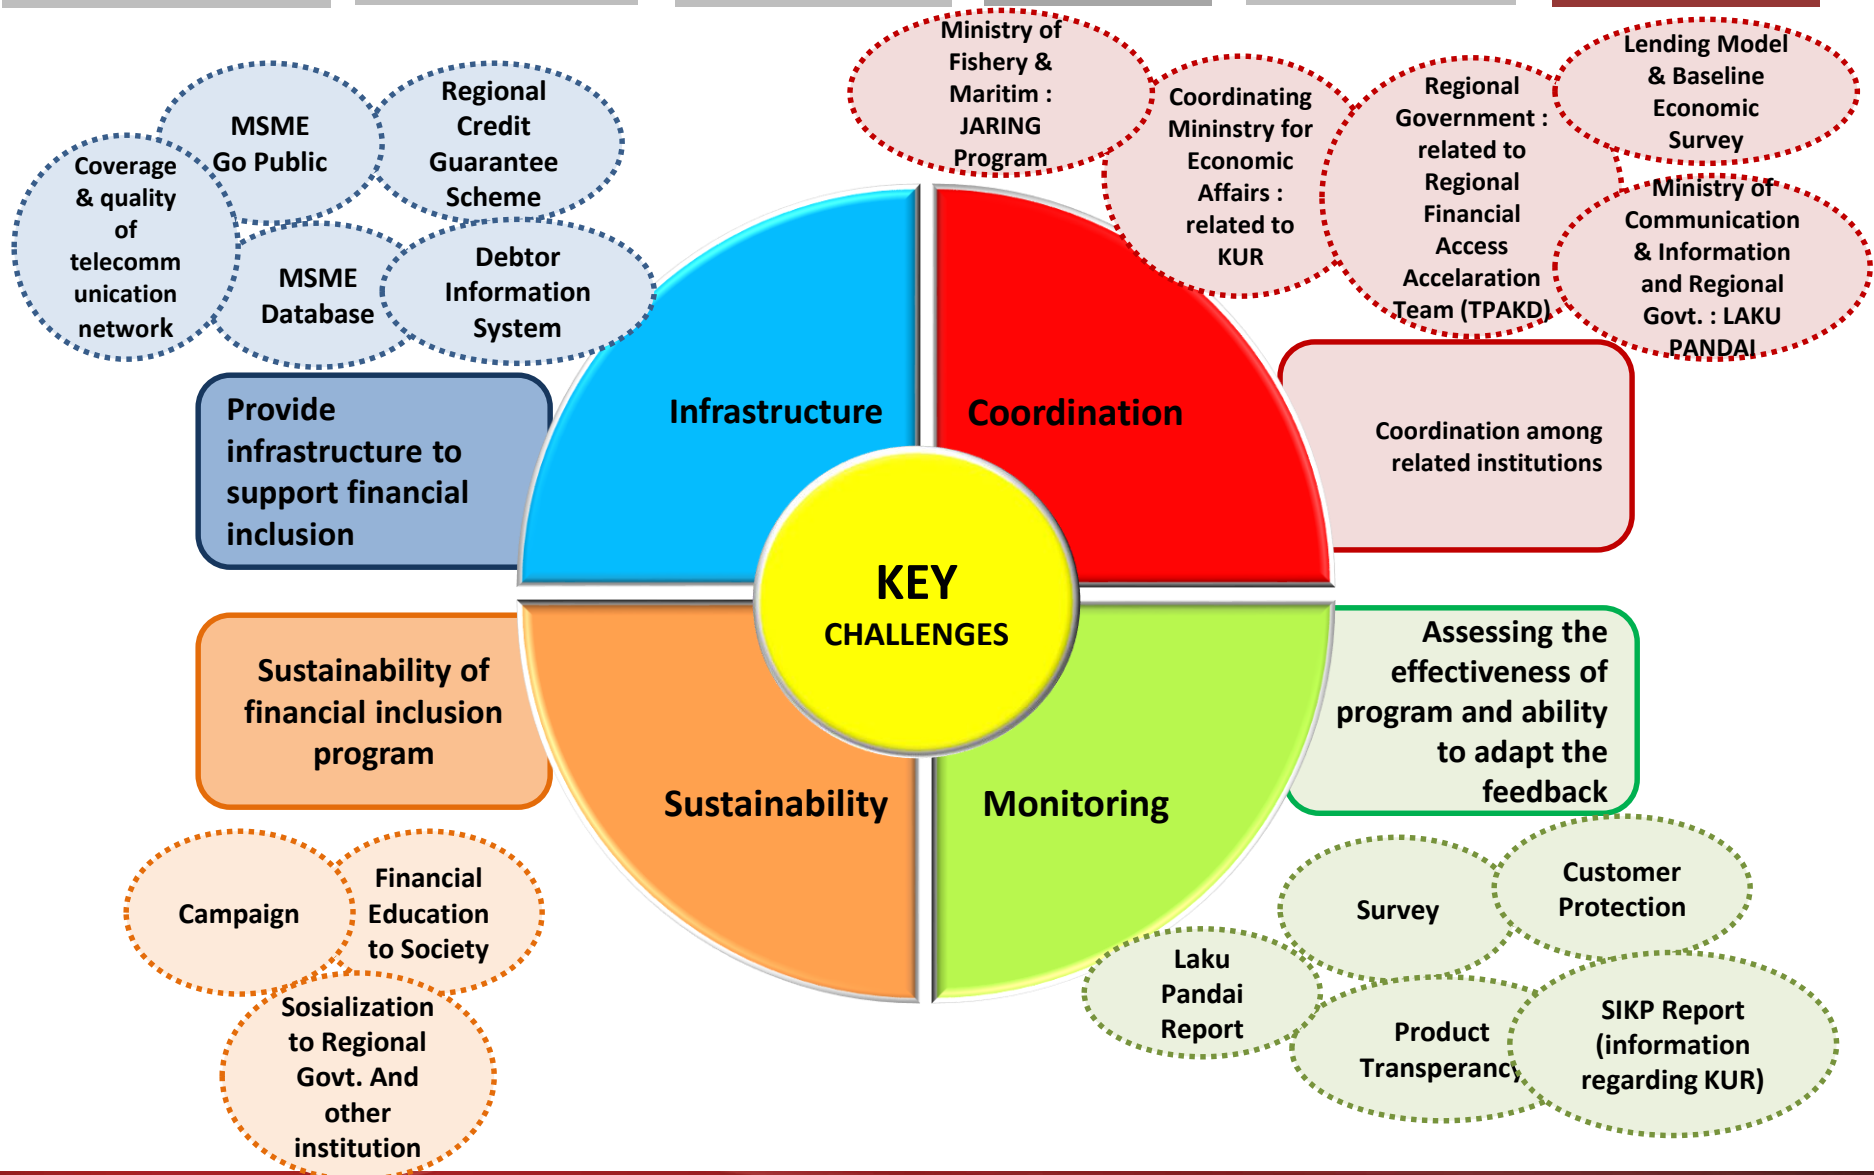 MSME
Go Public
Regional
Credit
Guarantee
Scheme
Coverage
& quality
of
telecomm
unication
network
MSME
Database
Debtor
Information
System
Ministry of
Fishery &
Maritim :
JARING
Program
Coordinating
Mininstry for
Economic
Affairs :
related to
KUR
Regional
Government :
related to
Regional
Financial
Access
Accelaration
Team (TPAKD)
Lending Model
& Baseline
Economic
Survey
Ministry of
Communication
& Information
and Regional
Govt. : LAKU
PANDAI
Provide
infrastructure to
support financial
inclusion
Infrastructure
Coordination
Coordination among
related institutions
KEY
CHALLENGES
Sustainability of
financial inclusion
program
Sustainability
Monitoring
Assessing the
effectiveness of
program and ability
to adapt the
feedback
Campaign
Financial
Education
to Society
Sosialization
to Regional
Govt. And
other
institution
Survey
Customer
Protection
Laku
Pandai
Report
Product
Transperancy
SIKP Report
(information
regarding KUR)